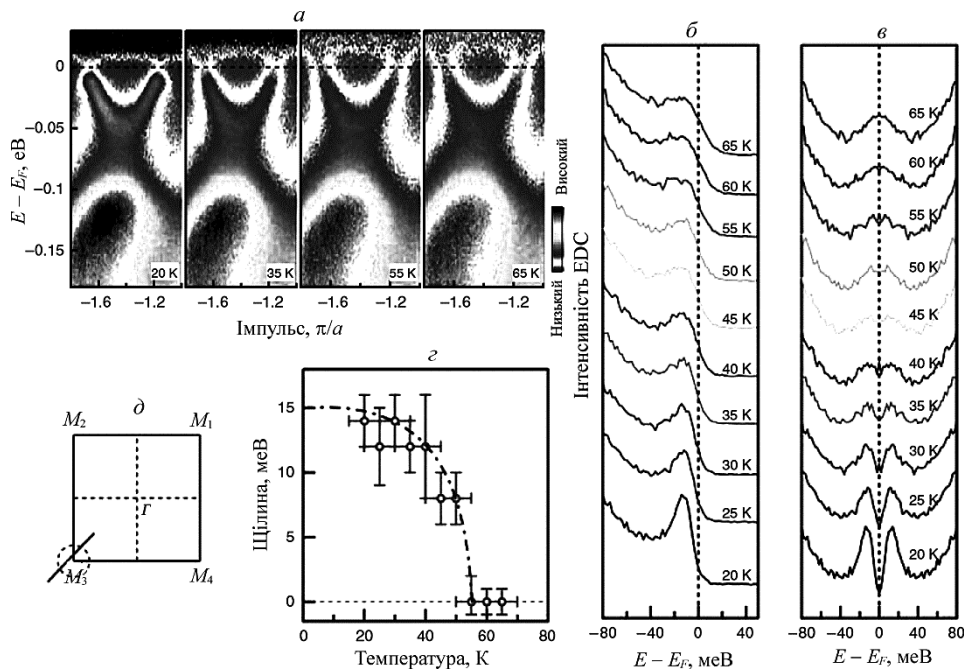 а
E – E_F, еВ
0
–0.05
–0.1
–0.15
20 K
35 K
55 K
65 K
–1.6 –1.2 –1.6 –1.2 –1.6 –1.2 –1.6 –1.2
Імпульс, π/a
Високий
Низький
б
Інтенсивність EDC
65 K
60 K
55 K
50 K
45 K
40 K
35 K
30 K
25 K
20 K
–80 –40 0 40
E – E_F, меВ
в
65 K
60 K
55 K
50 K
45 K
40 K
35 K
30 K
25 K
20 K
–80 –40 0 40 80
E – E_F, меВ
г
Щілина, меВ
15
10
5
0
0 20 40 60 80
Температура, К
д
M₂ M₁
Γ
M₃ M₄